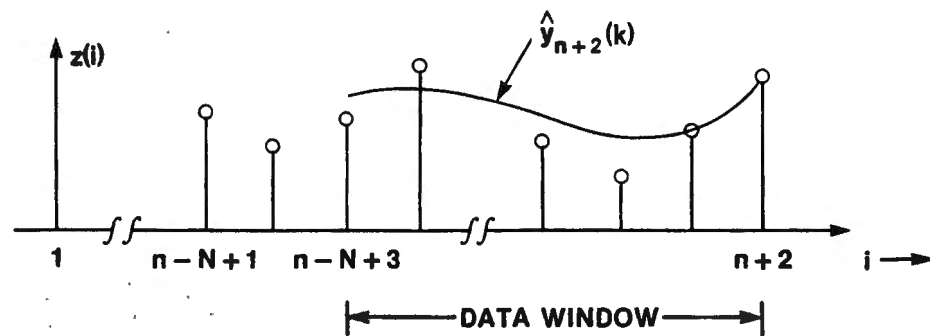 ŷn+2(k)
z(i)
1 n − N + 1 n − N + 3 n + 2 i
DATA WINDOW